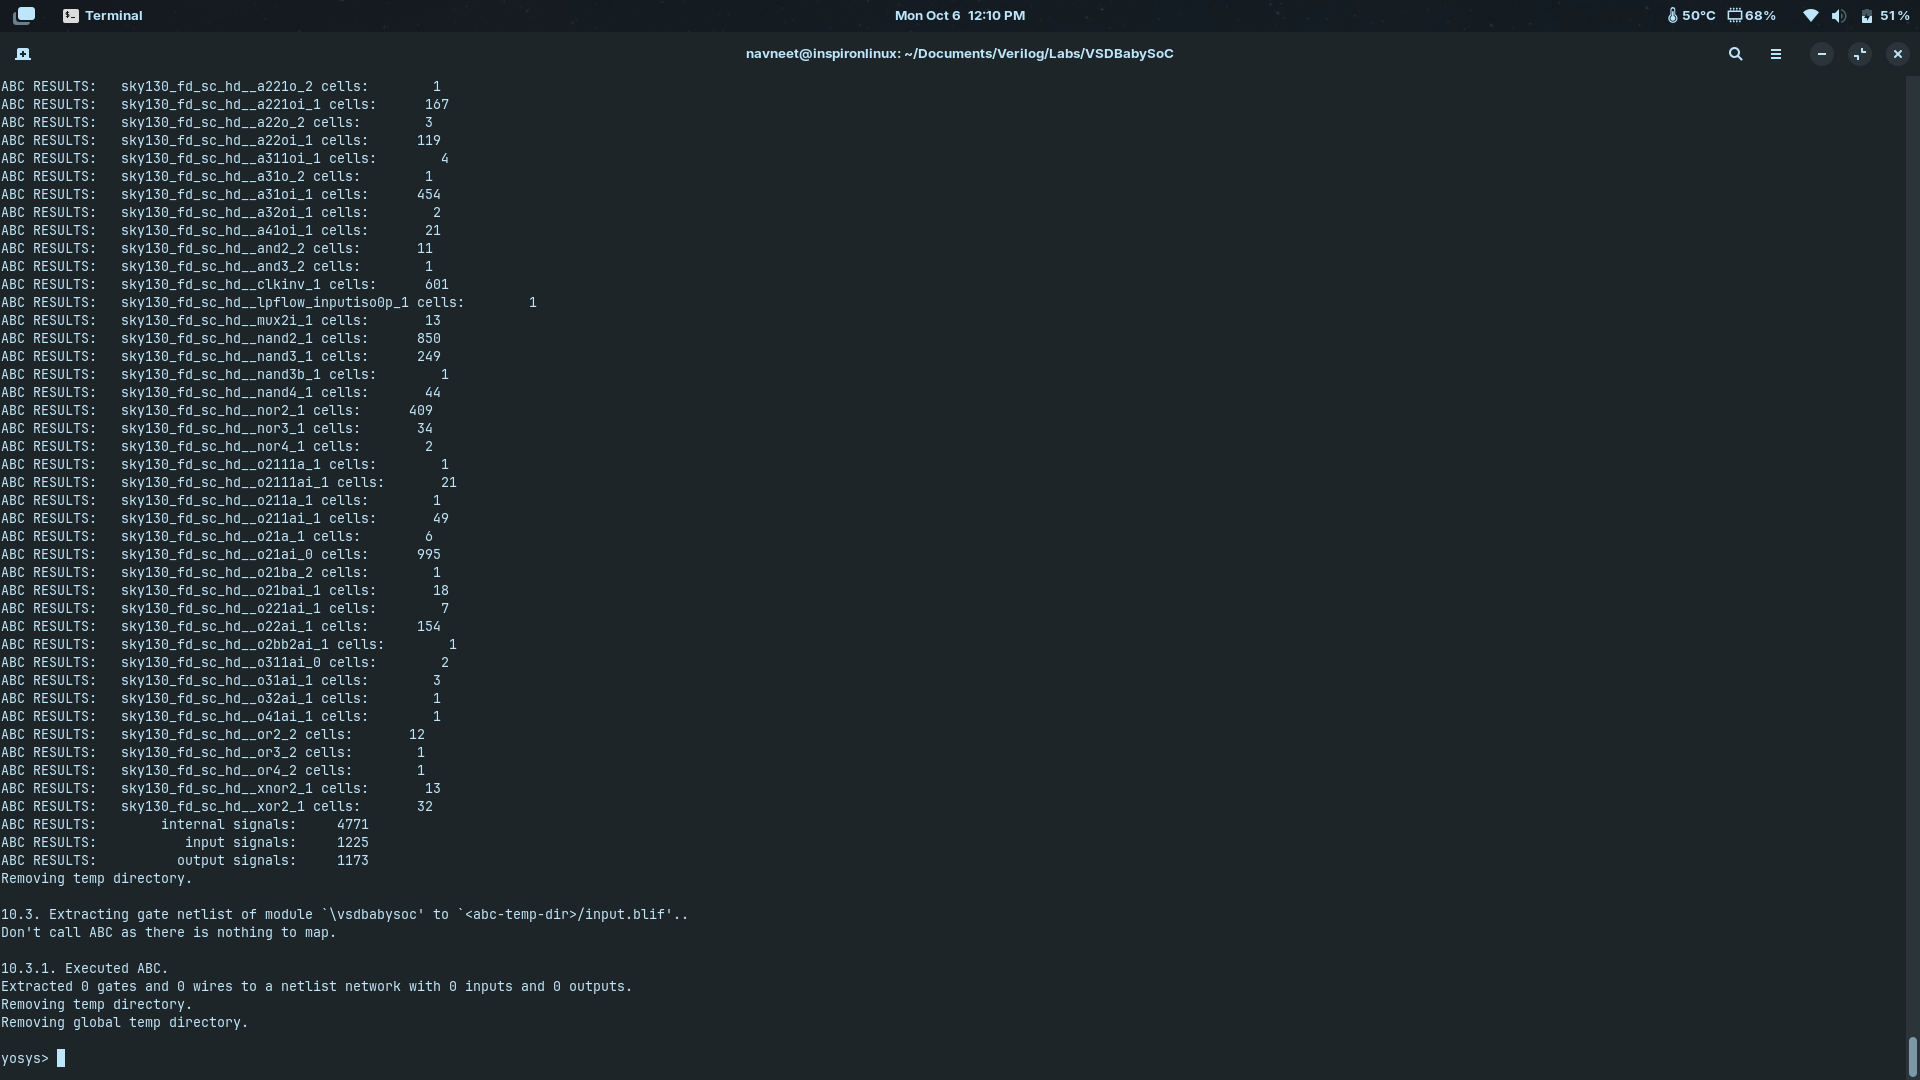 Terminal
Mon Oct 6 12:10 PM
50°C 68% 51%
navneet@inspironlinux: ~/Documents/Verilog/Labs/VSDBabySoC
ABC RESULTS:   sky130_fd_sc_hd__a221o_2 cells:        1
ABC RESULTS:   sky130_fd_sc_hd__a221oi_1 cells:      167
ABC RESULTS:   sky130_fd_sc_hd__a22o_2 cells:        3
ABC RESULTS:   sky130_fd_sc_hd__a22oi_1 cells:      119
ABC RESULTS:   sky130_fd_sc_hd__a311oi_1 cells:        4
ABC RESULTS:   sky130_fd_sc_hd__a31o_2 cells:        1
ABC RESULTS:   sky130_fd_sc_hd__a31oi_1 cells:      454
ABC RESULTS:   sky130_fd_sc_hd__a32oi_1 cells:        2
ABC RESULTS:   sky130_fd_sc_hd__a41oi_1 cells:       21
ABC RESULTS:   sky130_fd_sc_hd__and2_2 cells:       11
ABC RESULTS:   sky130_fd_sc_hd__and3_2 cells:        1
ABC RESULTS:   sky130_fd_sc_hd__clkinv_1 cells:      601
ABC RESULTS:   sky130_fd_sc_hd__lpflow_inputiso0p_1 cells:        1
ABC RESULTS:   sky130_fd_sc_hd__mux2i_1 cells:       13
ABC RESULTS:   sky130_fd_sc_hd__nand2_1 cells:      850
ABC RESULTS:   sky130_fd_sc_hd__nand3_1 cells:      249
ABC RESULTS:   sky130_fd_sc_hd__nand3b_1 cells:        1
ABC RESULTS:   sky130_fd_sc_hd__nand4_1 cells:       44
ABC RESULTS:   sky130_fd_sc_hd__nor2_1 cells:      409
ABC RESULTS:   sky130_fd_sc_hd__nor3_1 cells:       34
ABC RESULTS:   sky130_fd_sc_hd__nor4_1 cells:        2
ABC RESULTS:   sky130_fd_sc_hd__o2111a_1 cells:        1
ABC RESULTS:   sky130_fd_sc_hd__o2111ai_1 cells:       21
ABC RESULTS:   sky130_fd_sc_hd__o211a_1 cells:        1
ABC RESULTS:   sky130_fd_sc_hd__o211ai_1 cells:       49
ABC RESULTS:   sky130_fd_sc_hd__o21a_1 cells:        6
ABC RESULTS:   sky130_fd_sc_hd__o21ai_0 cells:      995
ABC RESULTS:   sky130_fd_sc_hd__o21ba_2 cells:        1
ABC RESULTS:   sky130_fd_sc_hd__o21bai_1 cells:       18
ABC RESULTS:   sky130_fd_sc_hd__o221ai_1 cells:        7
ABC RESULTS:   sky130_fd_sc_hd__o22ai_1 cells:      154
ABC RESULTS:   sky130_fd_sc_hd__o2bb2ai_1 cells:        1
ABC RESULTS:   sky130_fd_sc_hd__o311ai_0 cells:        2
ABC RESULTS:   sky130_fd_sc_hd__o31ai_1 cells:        3
ABC RESULTS:   sky130_fd_sc_hd__o32ai_1 cells:        1
ABC RESULTS:   sky130_fd_sc_hd__o41ai_1 cells:        1
ABC RESULTS:   sky130_fd_sc_hd__or2_2 cells:       12
ABC RESULTS:   sky130_fd_sc_hd__or3_2 cells:        1
ABC RESULTS:   sky130_fd_sc_hd__or4_2 cells:        1
ABC RESULTS:   sky130_fd_sc_hd__xnor2_1 cells:       13
ABC RESULTS:   sky130_fd_sc_hd__xor2_1 cells:       32
ABC RESULTS:        internal signals:     4771
ABC RESULTS:           input signals:     1225
ABC RESULTS:          output signals:     1173
Removing temp directory.
10.3. Extracting gate netlist of module `\vsdbabysoc' to `<abc-temp-dir>/input.blif'..
Don't call ABC as there is nothing to map.
10.3.1. Executed ABC.
Extracted 0 gates and 0 wires to a netlist network with 0 inputs and 0 outputs.
Removing temp directory.
Removing global temp directory.
yosys>